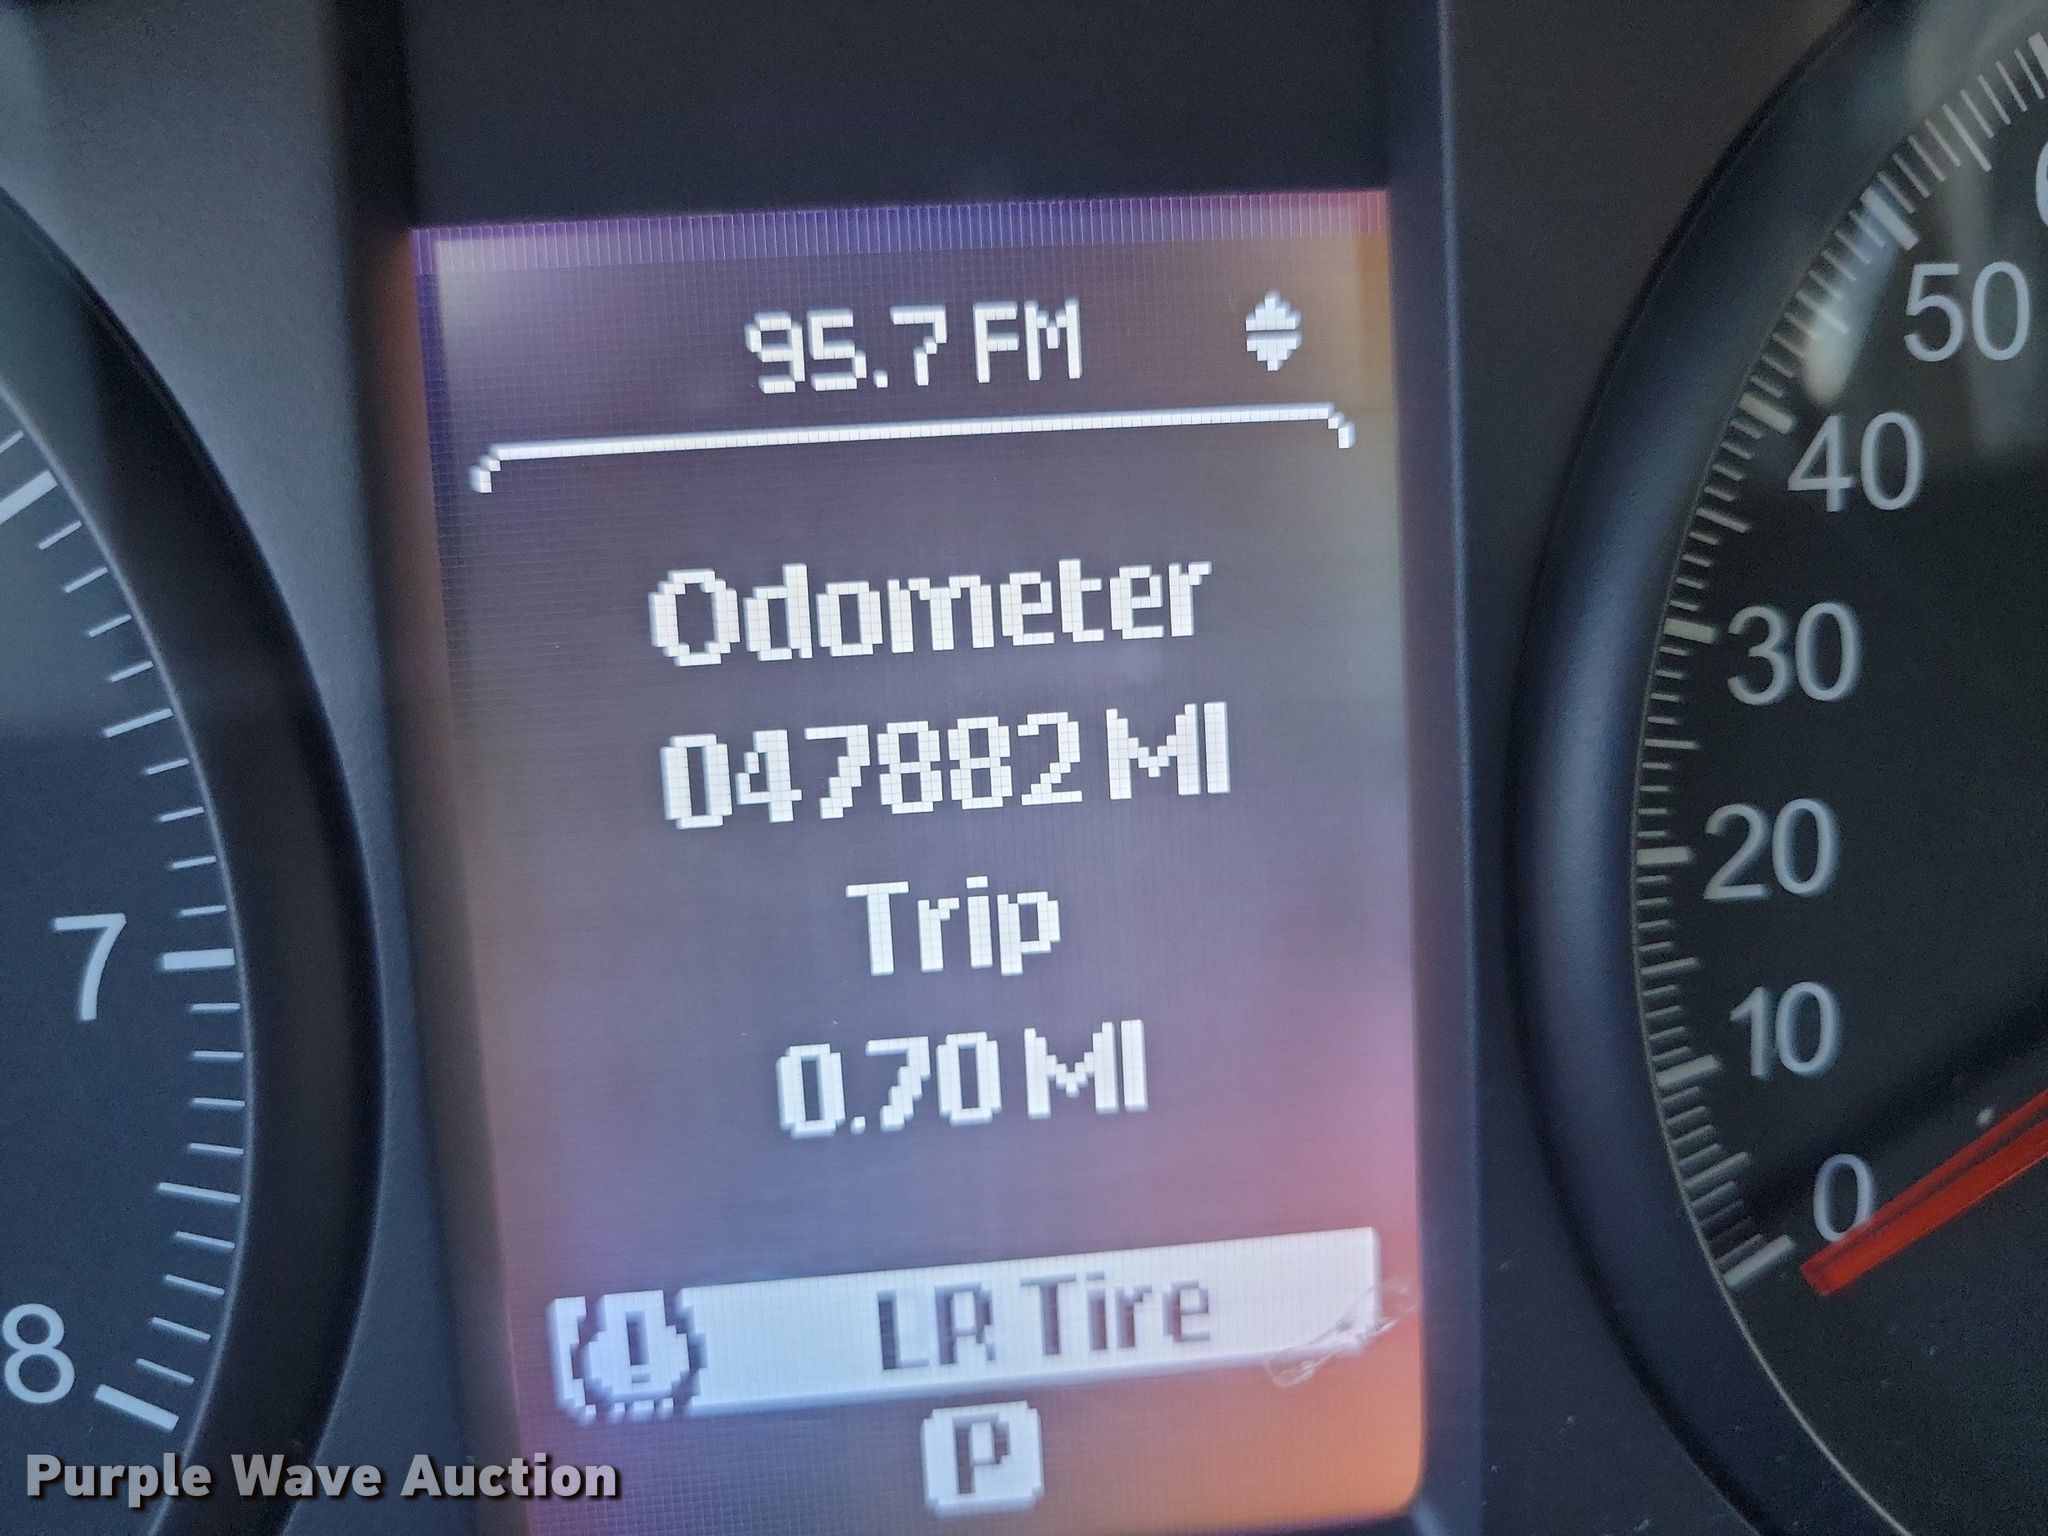 95.7 FM
Odometer
047882 MI
Trip
0.70 MI
LR Tire
P
7
8
50
40
30
20
10
0
Purple Wave Auction